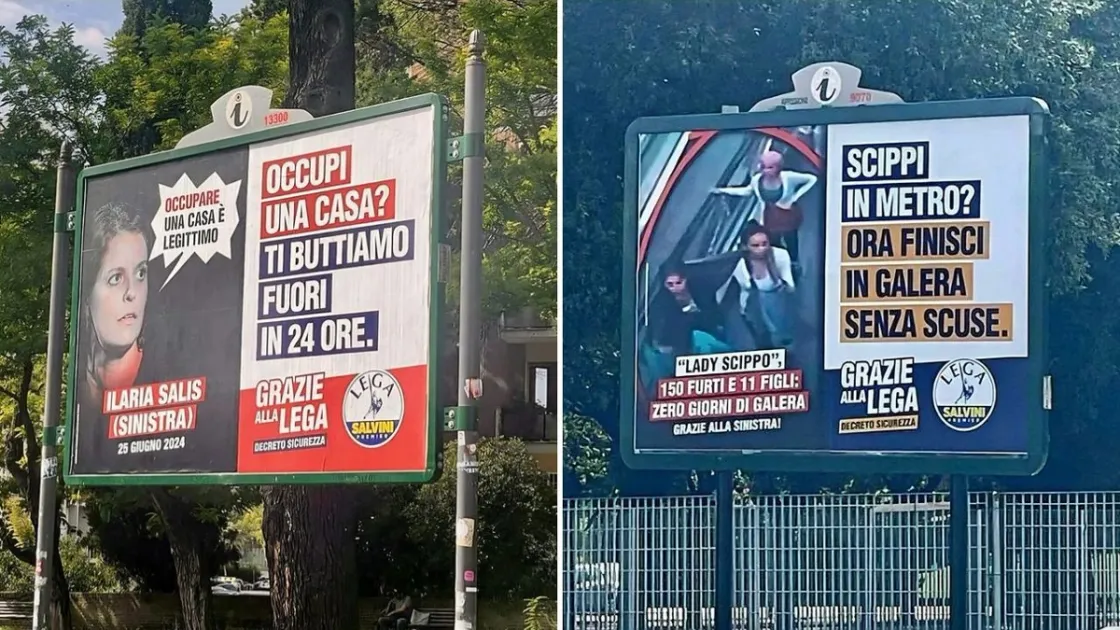 13300
OCCUPARE
UNA CASA È
LEGITTIMO
ILARIA SALIS
(SINISTRA)
25 GIUGNO 2024
OCCUPI
UNA CASA?
TI BUTTIAMO
FUORI
IN 24 ORE.
GRAZIE
ALLA LEGA
DECRETO SICUREZZA
LEGA
SALVINI
PREMIER
i
9070
"LADY SCIPPO",
150 FURTI E 11 FIGLI:
ZERO GIORNI DI GALERA
GRAZIE ALLA SINISTRA!
SCIPPI
IN METRO?
ORA FINISCI
IN GALERA
SENZA SCUSE.
GRAZIE
ALLA LEGA
DECRETO SICUREZZA
LEGA
SALVINI
PREMIER